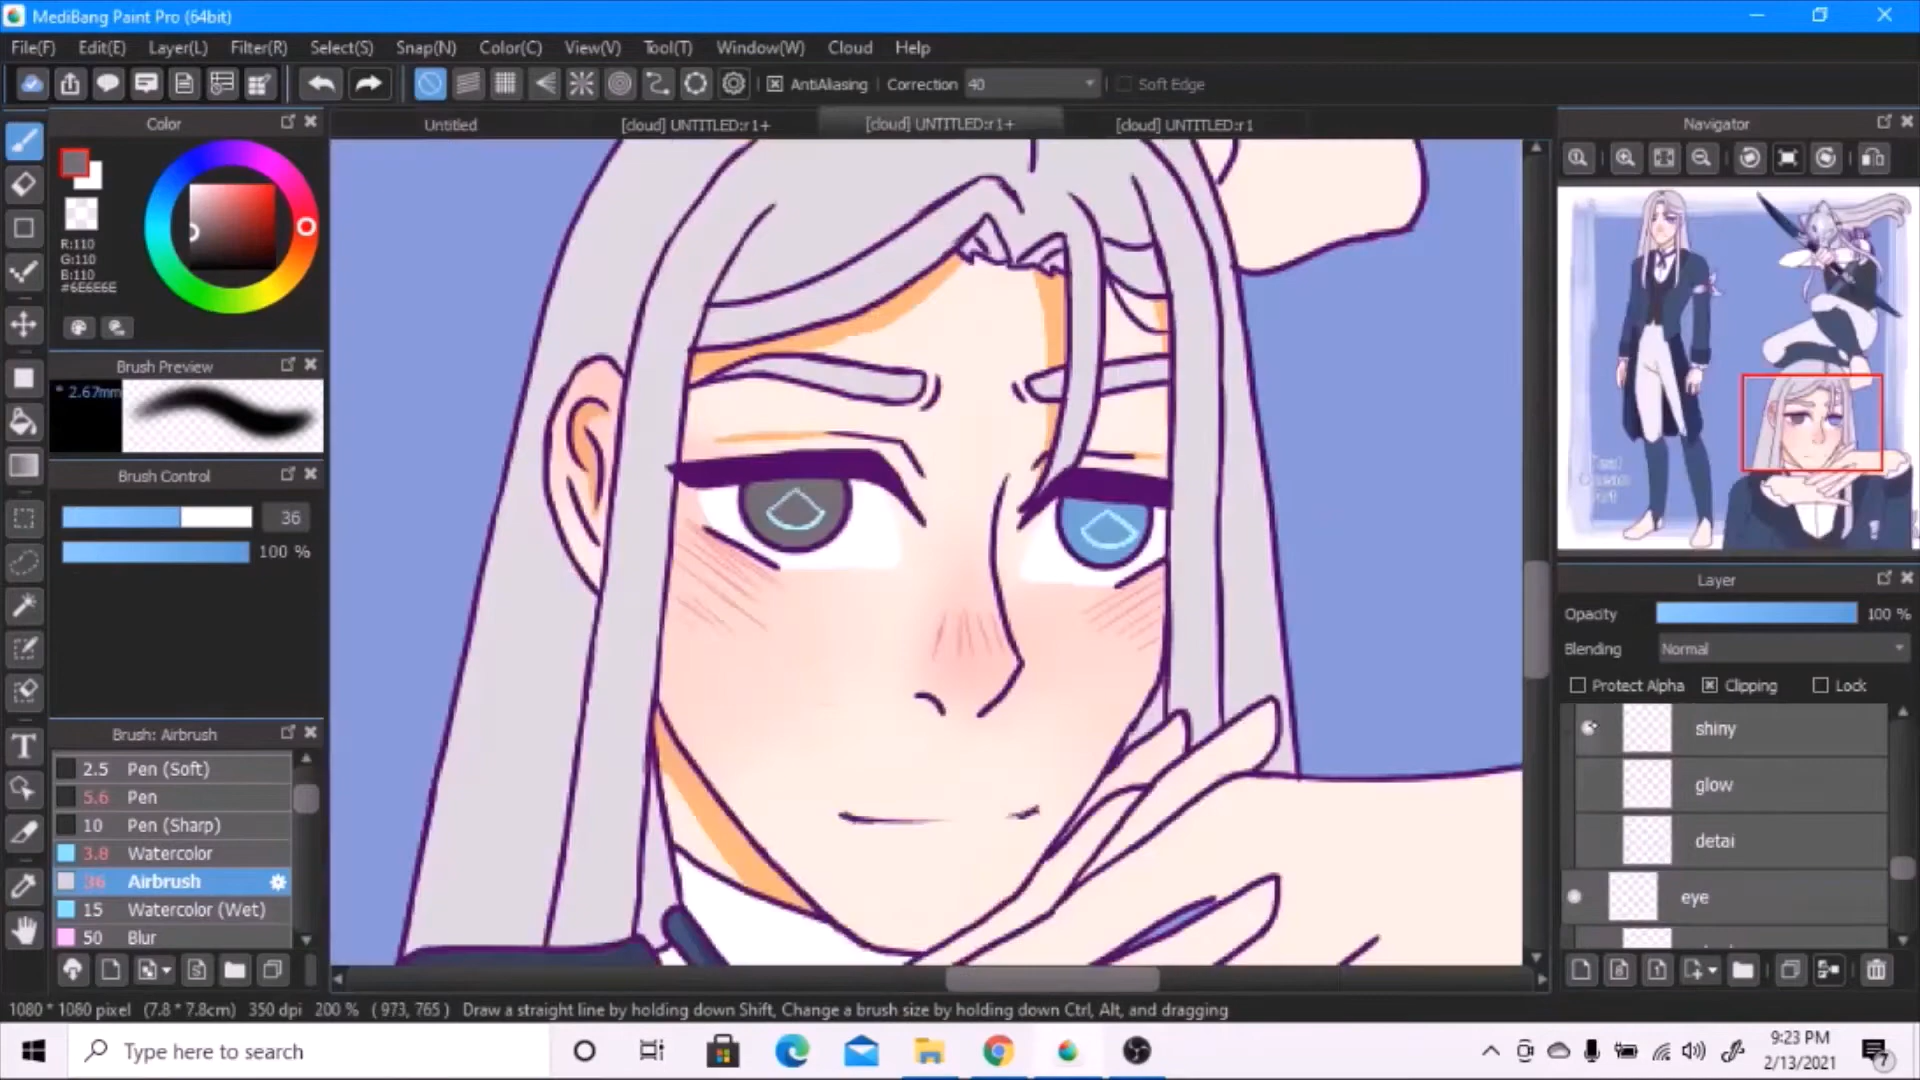 MediBang Paint Pro (64bit)
File(F) Edit(E) Layer(L) Filter(R) Select(S) Snap(N) Color(C) View(V) Tool(T) Window(W) Cloud Help
AntiAliasing Correction 40 Soft Edge
Color
Untitled [cloud] UNTITLED:r1+ [cloud] UNTITLED:r1+ [cloud] UNTITLED:r1
Navigator
R:110
G:110
B:110
#6E6E6E
Brush Preview
* 2.67mm
Brush Control
36
100 %
Brush: Airbrush
2.5 Pen (Soft)
5.6 Pen
10 Pen (Sharp)
3.8 Watercolor
36 Airbrush
15 Watercolor (Wet)
50 Blur
Layer
Opacity 100 %
Blending Normal
Protect Alpha Clipping Lock
shiny
glow
detai
eye
1080 * 1080 pixel (7.8 * 7.8cm) 350 dpi 200 % ( 973, 765 ) Draw a straight line by holding down Shift, Change a brush size by holding down Ctrl, Alt, and dragging
Type here to search
9:23 PM
2/13/2021
7